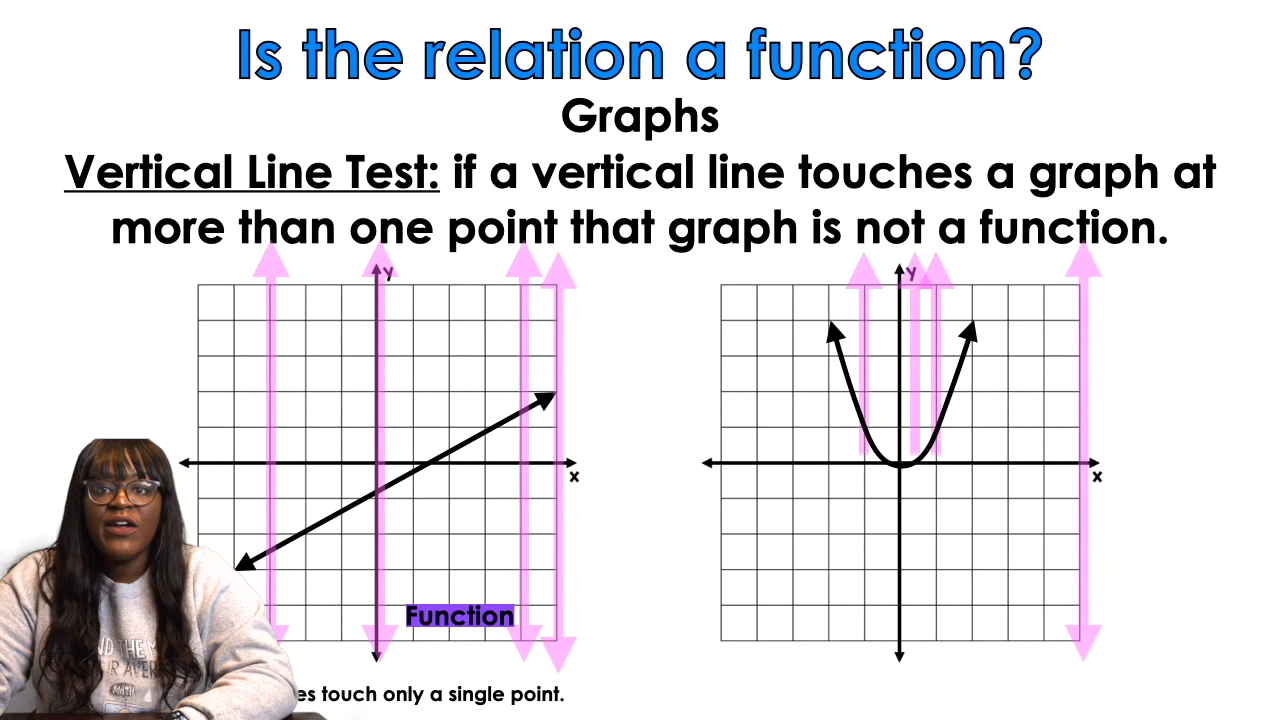 Is the relation a function?
Graphs
Vertical Line Test: if a vertical line touches a graph at
more than one point that graph is not a function.
y
y
x
x
Function
touch only a single point.
MATH